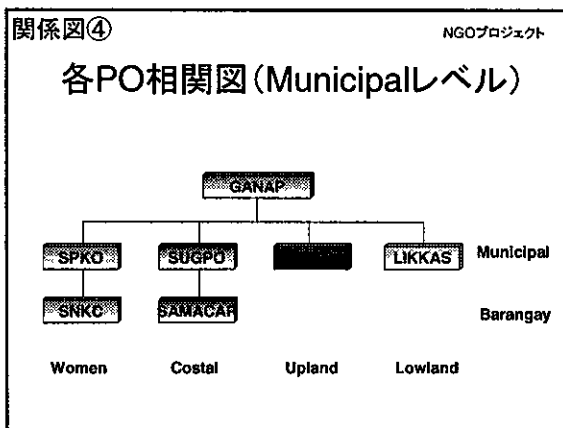 関係図④
NGOプロジェクト
各PO相関図(Municipalレベル)
GANAP
SPKO SUGPO LIKKAS Municipal
SNKC SAMACAR Barangay
Women Costal Upland Lowland